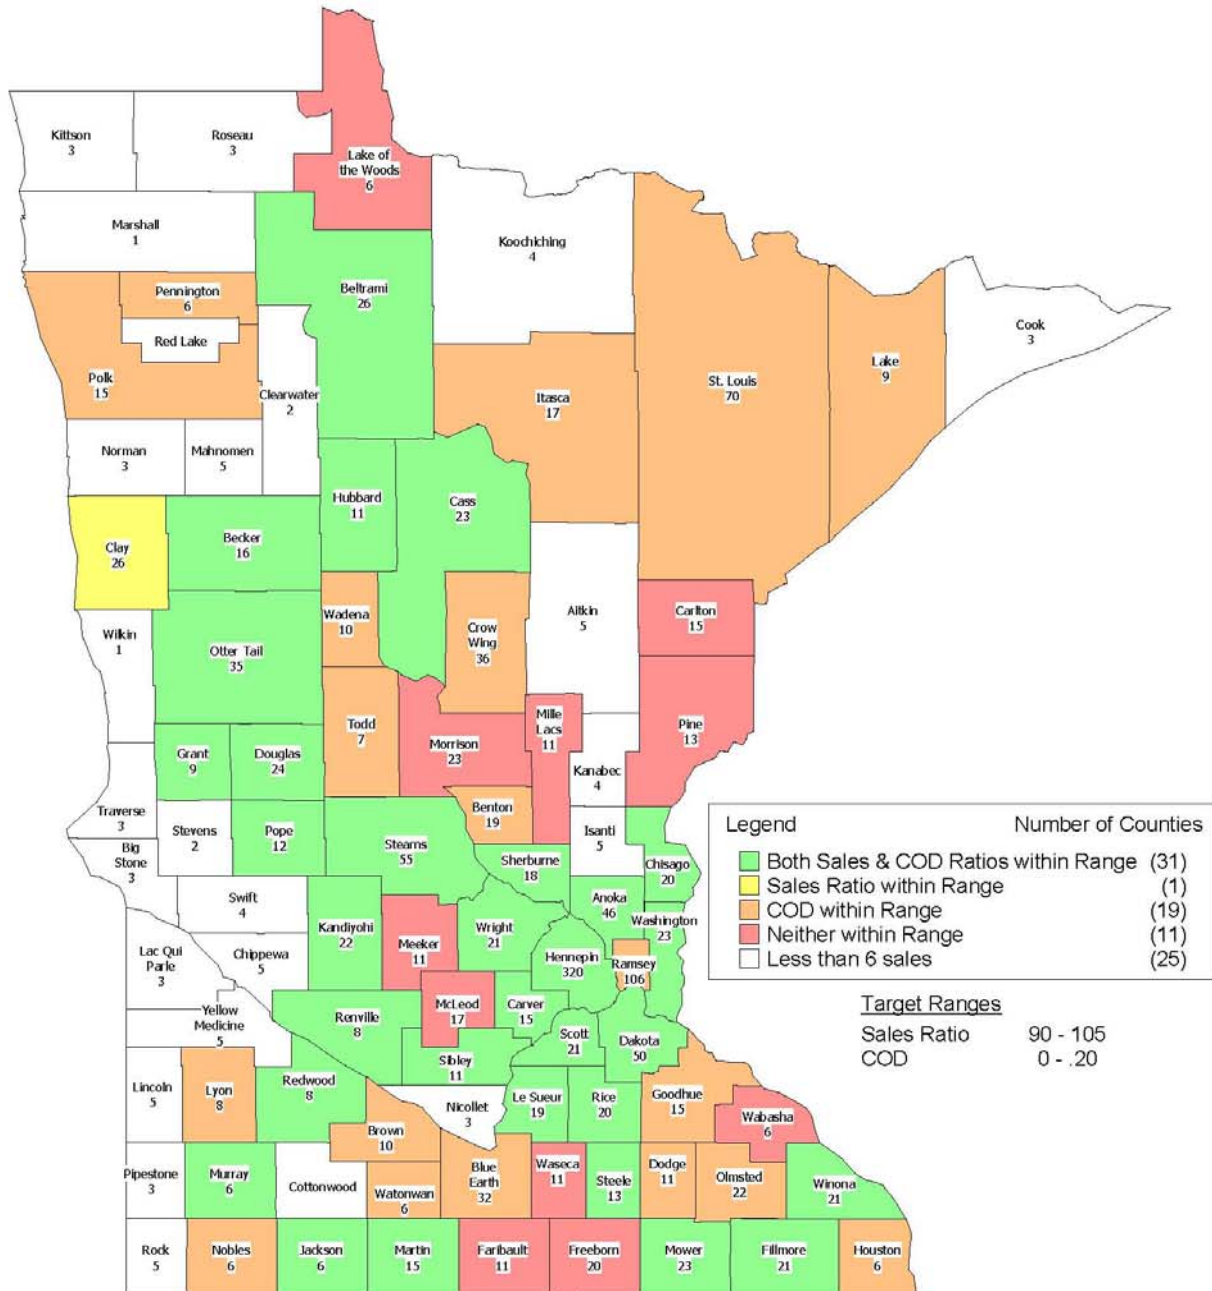 Kittson
3
Roseau
3
Lake of
the Woods
6
Marshall
1
Koochiching
4
Pennington
6
Beltrami
26
Red Lake
Cook
3
Polk
15
Clearwater
2
Itasca
17
St. Louis
70
Lake
9
Norman
3
Mahnomen
5
Hubbard
11
Cass
23
Clay
26
Becker
16
Wadena
10
Crow
Wing
36
Aitkin
5
Carlton
15
Wilkin
1
Otter Tail
35
Todd
7
Morrison
23
Mille
Lacs
11
Pine
13
Grant
9
Douglas
24
Kanabec
4
Traverse
3
Stevens
2
Pope
12
Stearns
55
Benton
19
Isanti
5
Big
Stone
3
Sherburne
18
Chisago
20
Swift
4
Kandiyohi
22
Meeker
11
Wright
21
Anoka
46
Washington
23
Lac Qui
Parle
3
Chippewa
5
Hennepin
320
Ramsey
106
McLeod
17
Carver
15
Yellow
Medicine
5
Renville
8
Scott
21
Dakota
50
Sibley
11
Lincoln
5
Lyon
8
Redwood
8
Nicollet
3
Le Sueur
19
Rice
20
Goodhue
15
Wabasha
6
Brown
10
Pipestone
3
Murray
6
Cottonwood
Watonwan
6
Blue
Earth
32
Waseca
11
Steele
13
Dodge
11
Olmsted
22
Winona
21
Rock
5
Nobles
6
Jackson
6
Martin
15
Faribault
11
Freeborn
20
Mower
23
Fillmore
21
Houston
6
Legend Number of Counties
Both Sales & COD Ratios within Range (31)
Sales Ratio within Range (1)
COD within Range (19)
Neither within Range (11)
Less than 6 sales (25)
Target Ranges
Sales Ratio 90 - 105
COD 0 - .20